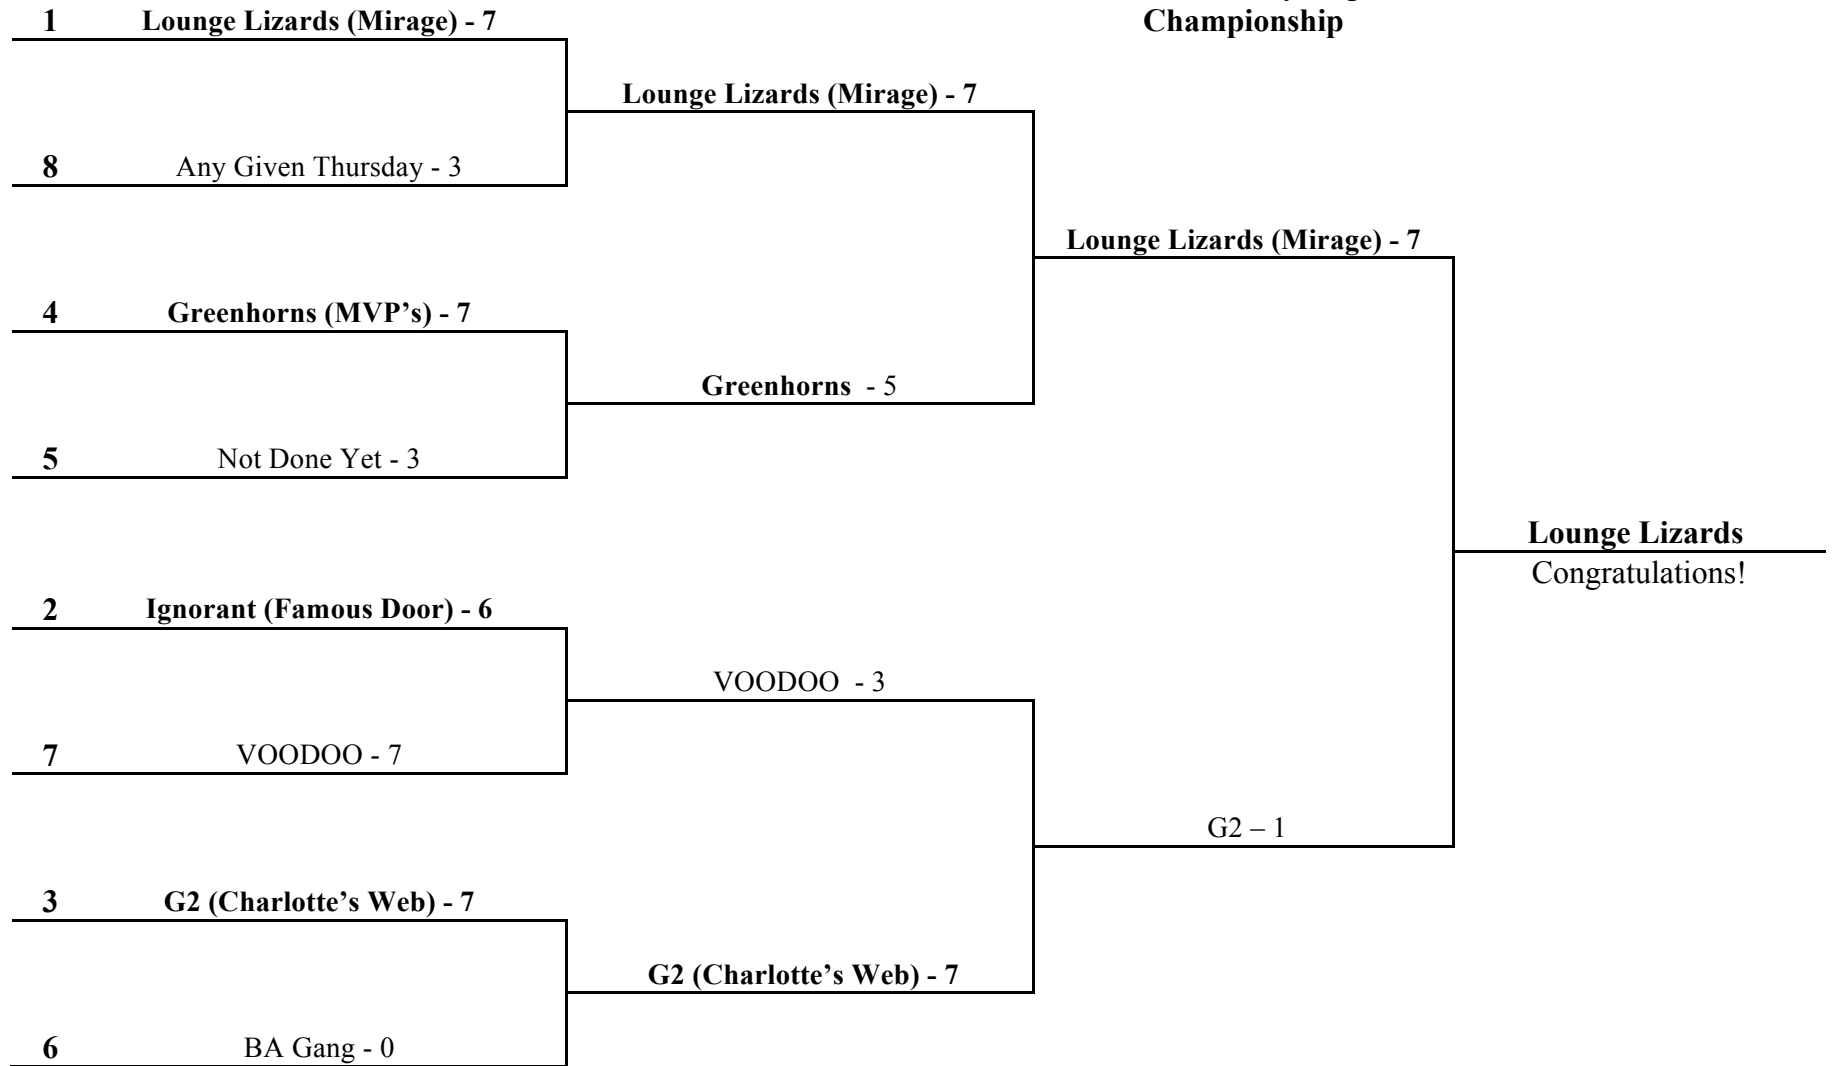 Championship
1 Lounge Lizards (Mirage) - 7
Lounge Lizards (Mirage) - 7
8 Any Given Thursday - 3
Lounge Lizards (Mirage) - 7
4 Greenhorns (MVP’s) - 7
Greenhorns - 5
5 Not Done Yet - 3
Lounge Lizards
Congratulations!
2 Ignorant (Famous Door) - 6
VOODOO - 3
7 VOODOO - 7
G2 – 1
3 G2 (Charlotte’s Web) - 7
G2 (Charlotte’s Web) - 7
6 BA Gang - 0